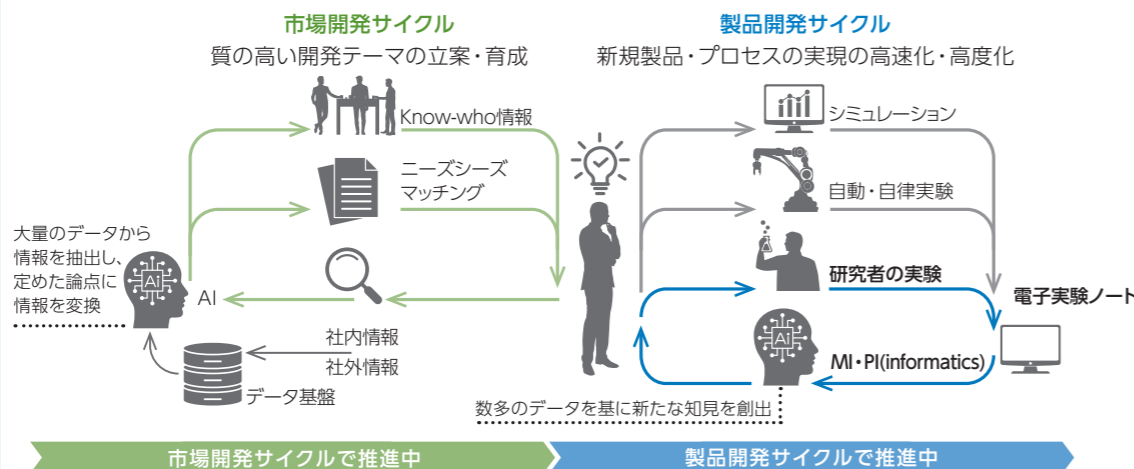 市場開発サイクル
質の高い開発テーマの立案・育成
Know-who情報
ニーズシーズ
マッチング
大量のデータから
情報を抽出し、
定めた論点に
情報を変換
Ai
AI
社内情報
社外情報
データ基盤
製品開発サイクル
新規製品・プロセスの実現の高速化・高度化
シミュレーション
自動・自律実験
研究者の実験
電子実験ノート
Ai
MI・PI(informatics)
数多のデータを基に新たな知見を創出
市場開発サイクルで推進中
製品開発サイクルで推進中